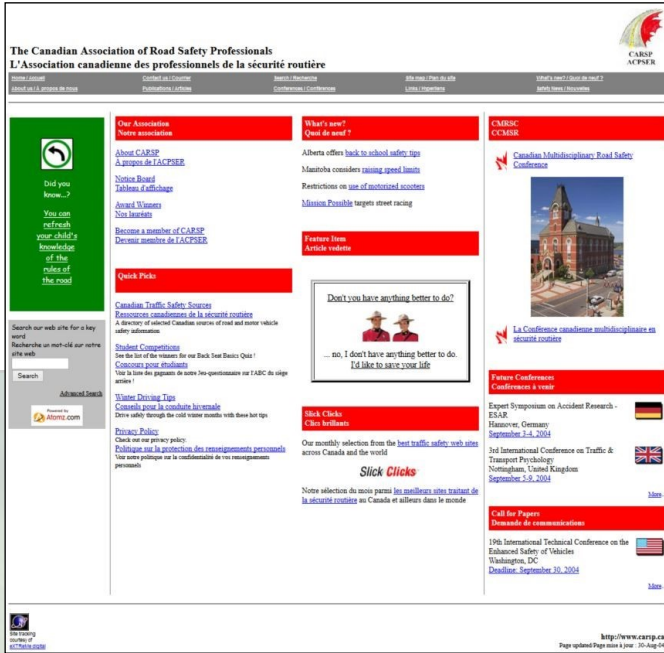 CARSP
ACPSER
The Canadian Association of Road Safety Professionals
L'Association canadienne des professionnels de la sécurité routière
Home / Accueil
Contact us / Courrier
Search / Recherche
Site map / Plan du site
What's new? / Quoi de neuf ?
About us / À propos de nous
Publications / Articles
Conferences / Conférences
Links / Hyperliens
Safety News / Nouvelles
Did you
know...?
You can
refresh
your child's
knowledge
of the
rules of
the road
Search our web site for a key
word
Recherche un mot-clé sur notre
site web
Search
Advanced Search
Powered by
Atomz.com
Our Association
Notre association
About CARSP
À propos de l'ACPSER
Notice Board
Tableau d'affichage
Award Winners
Nos lauréats
Become a member of CARSP
Devenir membre de l'ACPSER
Quick Picks
Canadian Traffic Safety Sources
Ressources canadiennes de la sécurité routière
A directory of selected Canadian sources of road and motor vehicle
safety information
Student Competitions
See the list of the winners for our Back Seat Basics Quiz !
Concours pour étudiants
Voir la liste des gagnants de notre Jeu-questionnaire sur l'ABC du siège
arrière !
Winter Driving Tips
Conseils pour la conduite hivernale
Drive safely through the cold winter months with these hot tips
Privacy Policy
Check out our privacy policy.
Politique sur la protection des renseignements personnels
Voir notre politique sur la confidentialité de vos renseignements
personnels
What's new?
Quoi de neuf ?
Alberta offers back to school safety tips
Manitoba considers raising speed limits
Restrictions on use of motorized scooters
Mission Possible targets street racing
Feature Item
Article vedette
Don't you have anything better to do?
... no, I don't have anything better to do.
I'd like to save your life
Slick Clicks
Clics brillants
Our monthly selection from the best traffic safety web sites
across Canada and the world
Slick Clicks
Notre sélection du mois parmi les meilleurs sites traitant de
la sécurité routière au Canada et ailleurs dans le monde
CMRSC
CCMSR
Canadian Multidisciplinary Road Safety
Conference
La Conférence canadienne multidisciplinaire en
sécurité routière
Future Conferences
Conférences à venir
Expert Symposium on Accident Research -
ESAR
Hannover, Germany
September 3-4, 2004
3rd International Conference on Traffic &
Transport Psychology
Nottingham, United Kingdom
September 5-9, 2004
More.
Call for Papers
Demande de communications
19th International Technical Conference on the
Enhanced Safety of Vehicles
Washington, DC
Deadline: September 30, 2004
More.
Site tracking
courtesy of
eXTReMe digital
http://www.carsp.ca
Page updated/Page mise à jour : 30-Aug-04